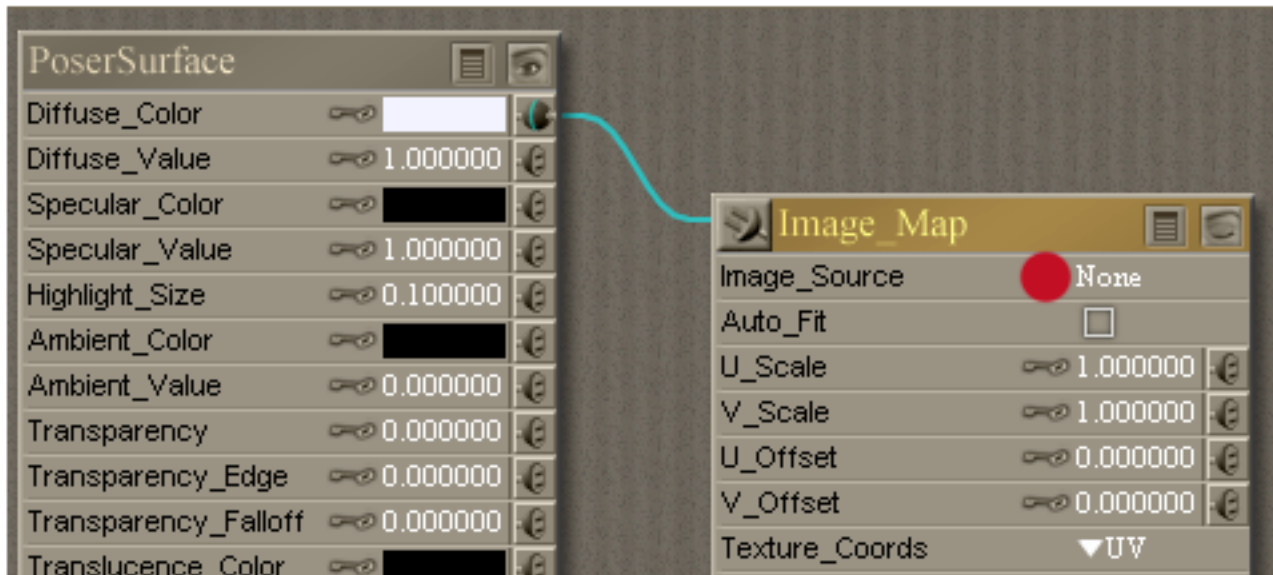 PoserSurface
Diffuse_Color
Diffuse_Value 1.000000
Specular_Color
Specular_Value 1.000000
Highlight_Size 0.100000
Ambient_Color
Ambient_Value 0.000000
Transparency 0.000000
Transparency_Edge 0.000000
Transparency_Falloff 0.000000
Translucence_Color
Image_Map
Image_Source None
Auto_Fit
U_Scale 1.000000
V_Scale 1.000000
U_Offset 0.000000
V_Offset 0.000000
Texture_Coords UV